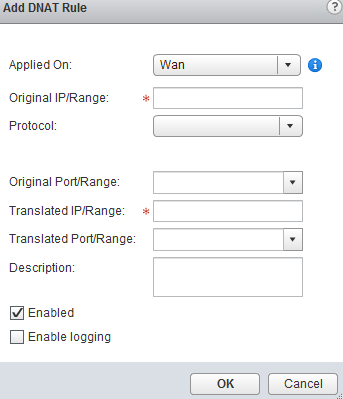 Add DNAT Rule ?
Applied On: Wan
Original IP/Range: *
Protocol:
Original Port/Range:
Translated IP/Range: *
Translated Port/Range:
Description:
Enabled
Enable logging
OK Cancel